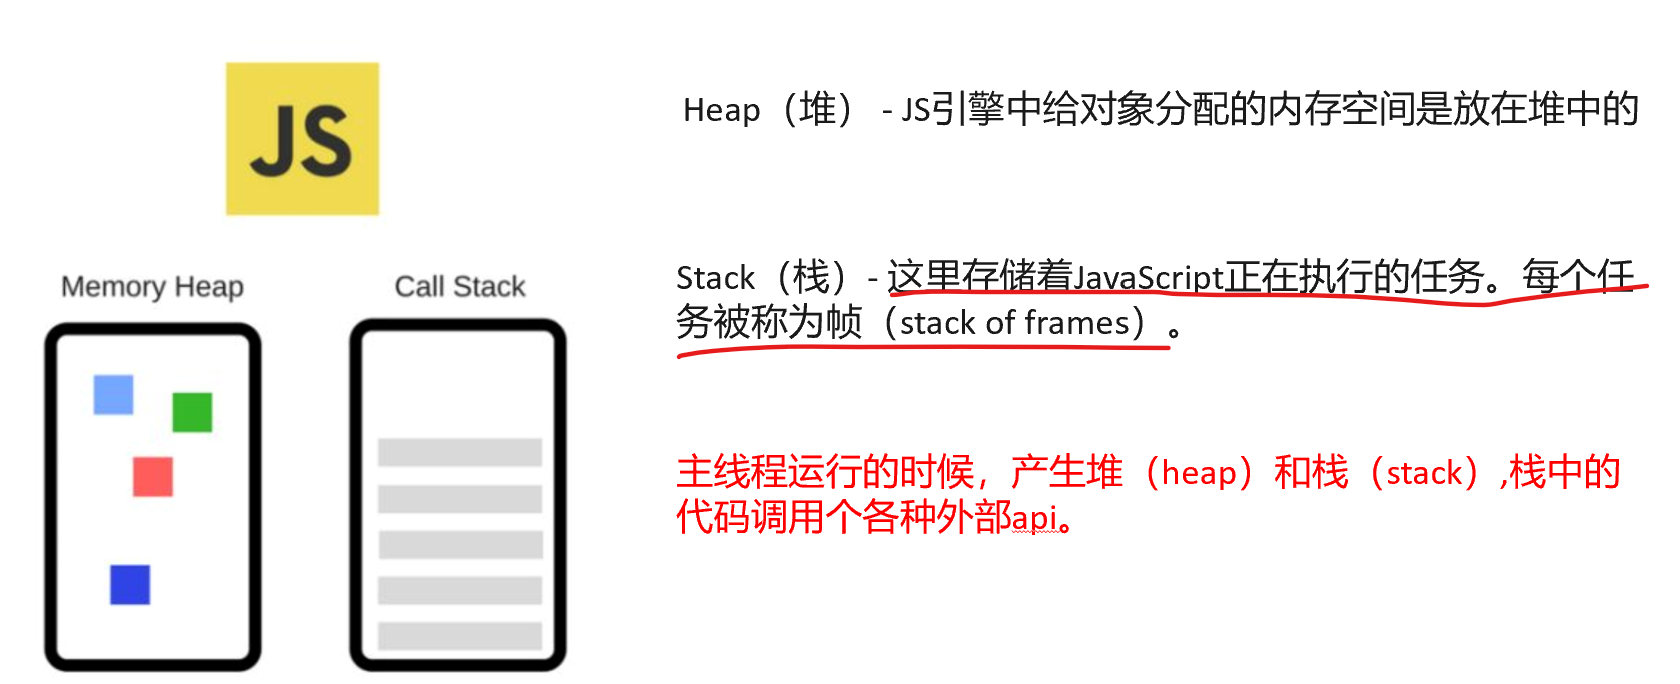 JS
Heap（堆） - JS引擎中给对象分配的内存空间是放在堆中的
Memory Heap
Call Stack
Stack（栈）- 这里存储着JavaScript正在执行的任务。每个任
务被称为帧（stack of frames）。
主线程运行的时候，产生堆（heap）和栈（stack）,栈中的
代码调用个各种外部api。